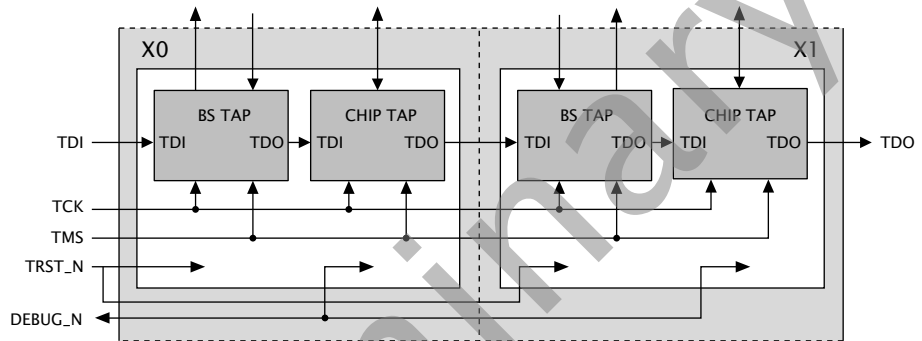 X0 X1
BS TAP CHIP TAP BS TAP CHIP TAP
TDI TDI TDO TDI TDO TDI TDO TDI TDO TDO
TCK
TMS
TRST_N
DEBUG_N